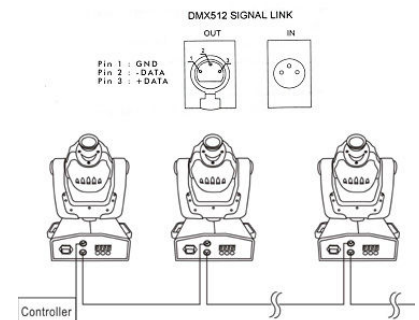 DMX512 SIGNAL LINK
OUT
IN
Pin 1 : GND
Pin 2 : -DATA
Pin 3 : +DATA
1
2
3
Controller